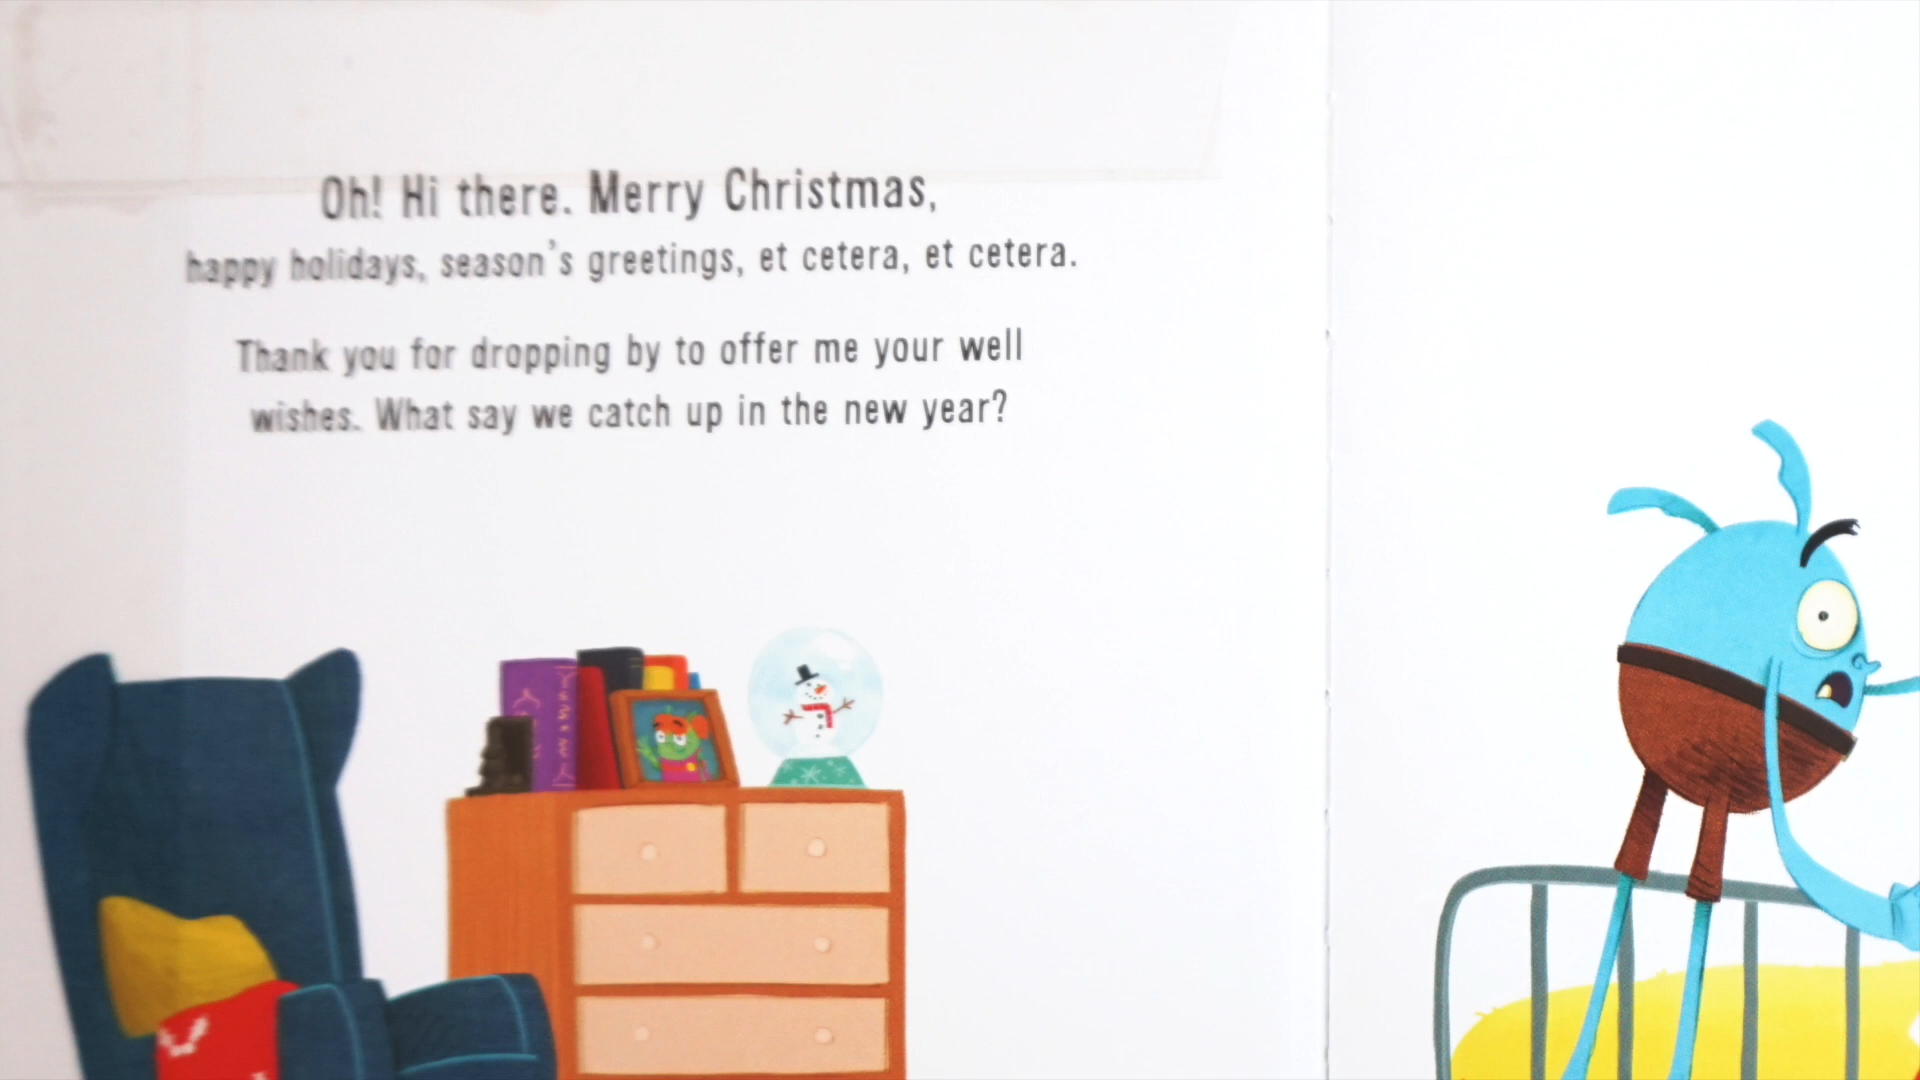 Oh! Hi there. Merry Christmas,
happy holidays, season's greetings, et cetera, et cetera.
Thank you for dropping by to offer me your well
wishes. What say we catch up in the new year?